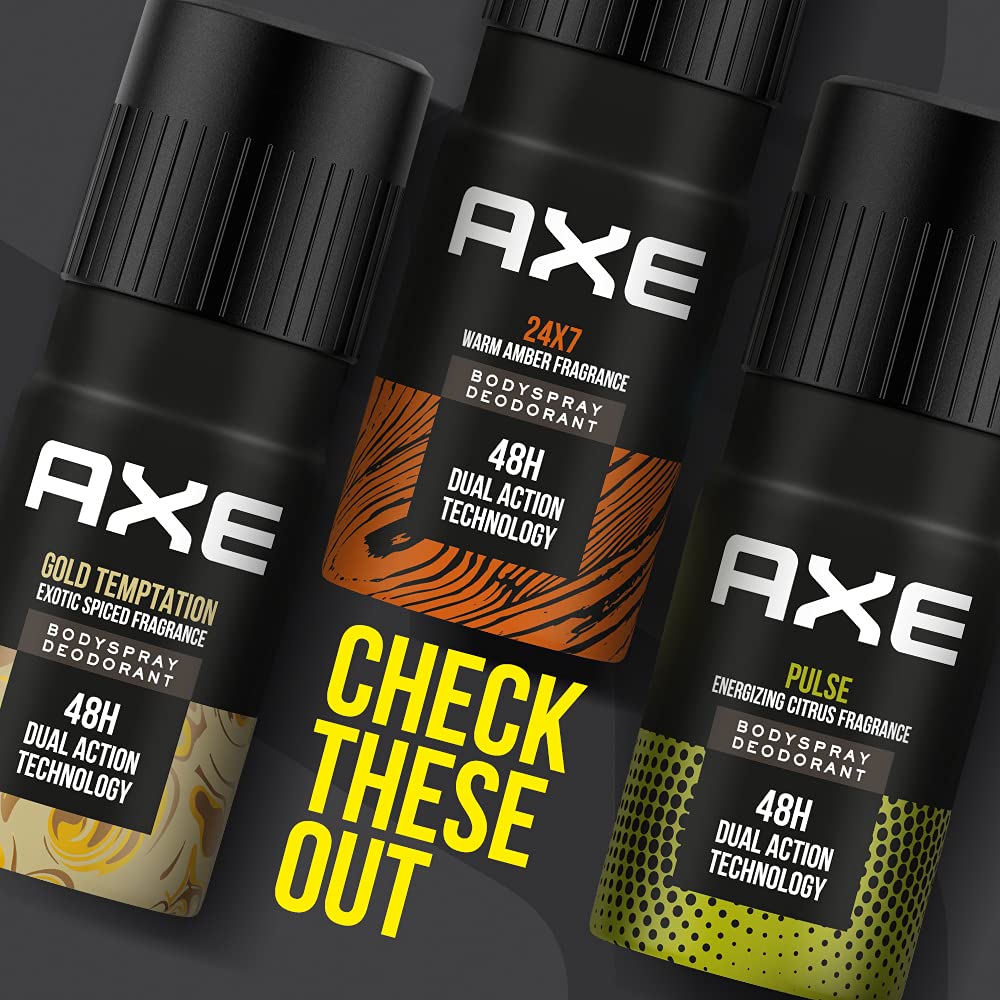 AXE
GOLD TEMPTATION
EXOTIC SPICED FRAGRANCE
BODYSPRAY
DEODORANT
48H
DUAL ACTION
TECHNOLOGY
AXE
24X7
WARM AMBER FRAGRANCE
BODYSPRAY
DEODORANT
48H
DUAL ACTION
TECHNOLOGY
AXE
PULSE
ENERGIZING CITRUS FRAGRANCE
BODYSPRAY
DEODORANT
48H
DUAL ACTION
TECHNOLOGY
CHECK
THESE
OUT